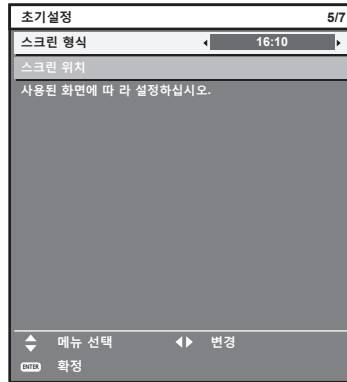 초기설정 5/7
스크린 형식 16:10
스크린 위치
사용된 화면에 따 라 설정하십시오.
메뉴 선택 변경
ENTER 확정